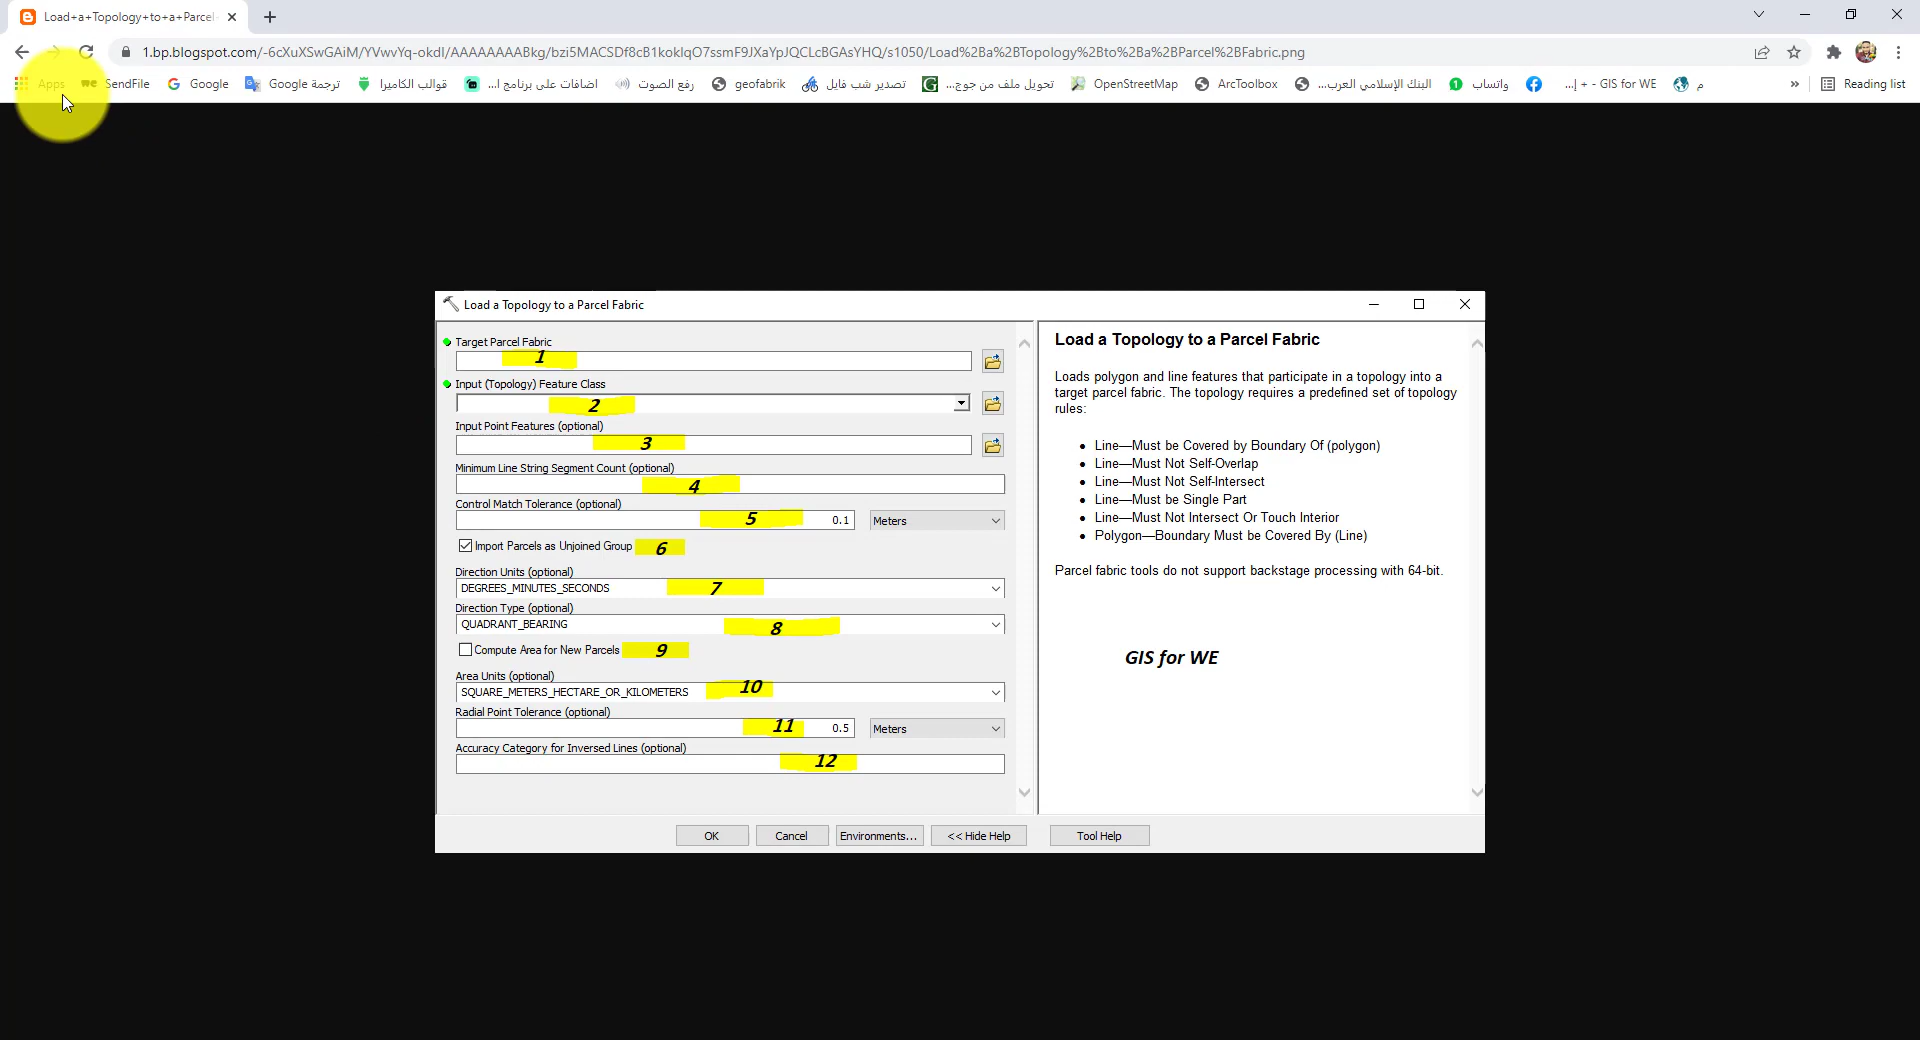 Load+a+Topology+to+a+Parcel
1.bp.blogspot.com/-6cXuXSwGAiM/YVwvYq-okdI/AAAAAAAABkg/bzi5MACSDf8cB1koklqO7ssmF9JXaYpJQCLcBGAsYHQ/s1050/Load%2Ba%2BTopology%2Bto%2Ba%2BParcel%2BFabric.png
Apps SendFile Google ترجمة Google قوالب الكاميرا اضافات على برنامج ا... رفع الصوت geofabrik تصدير شب فايل تحويل ملف من جوج... OpenStreetMap ArcToolbox البنك الإسلامي العرب... واتساب GIS for WE - + إ... م » Reading list
Load a Topology to a Parcel Fabric
Target Parcel Fabric
1
Input (Topology) Feature Class
2
Input Point Features (optional)
3
Minimum Line String Segment Count (optional)
4
Control Match Tolerance (optional)
5 0.1 Meters
Import Parcels as Unjoined Group 6
Direction Units (optional)
DEGREES_MINUTES_SECONDS 7
Direction Type (optional)
QUADRANT_BEARING 8
Compute Area for New Parcels 9
Area Units (optional)
SQUARE_METERS_HECTARE_OR_KILOMETERS 10
Radial Point Tolerance (optional)
11 0.5 Meters
Accuracy Category for Inversed Lines (optional)
12
OK Cancel Environments... << Hide Help Tool Help
Load a Topology to a Parcel Fabric
Loads polygon and line features that participate in a topology into a
target parcel fabric. The topology requires a predefined set of topology
rules:
• Line—Must be Covered by Boundary Of (polygon)
• Line—Must Not Self-Overlap
• Line—Must Not Self-Intersect
• Line—Must be Single Part
• Line—Must Not Intersect Or Touch Interior
• Polygon—Boundary Must be Covered By (Line)
Parcel fabric tools do not support backstage processing with 64-bit.
GIS for WE